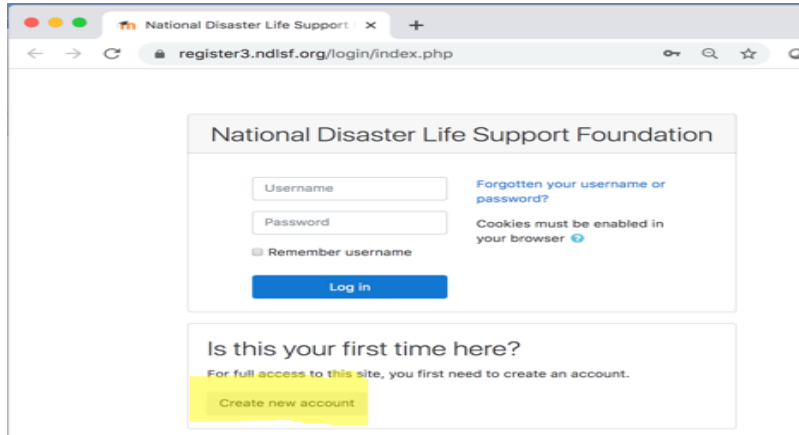 National Disaster Life Support
register3.ndlsf.org/login/index.php
National Disaster Life Support Foundation
Username
Forgotten your username or
password?
Password
Cookies must be enabled in
your browser
Remember username
Log in
Is this your first time here?
For full access to this site, you first need to create an account.
Create new account